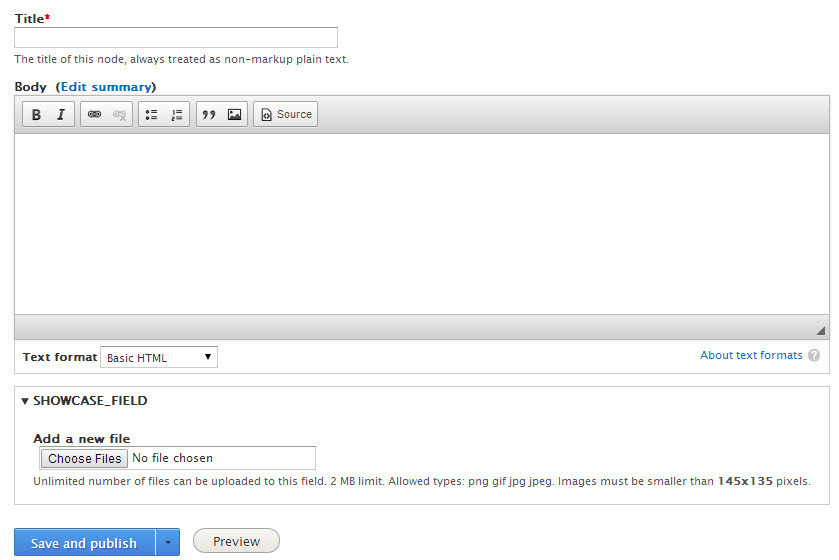 Title*
The title of this node, always treated as non-markup plain text.
Body (Edit summary)
B I Source
Text format Basic HTML About text formats ?
SHOWCASE_FIELD
Add a new file
Choose Files No file chosen
Unlimited number of files can be uploaded to this field. 2 MB limit. Allowed types: png gif jpg jpeg. Images must be smaller than 145x135 pixels.
Save and publish Preview